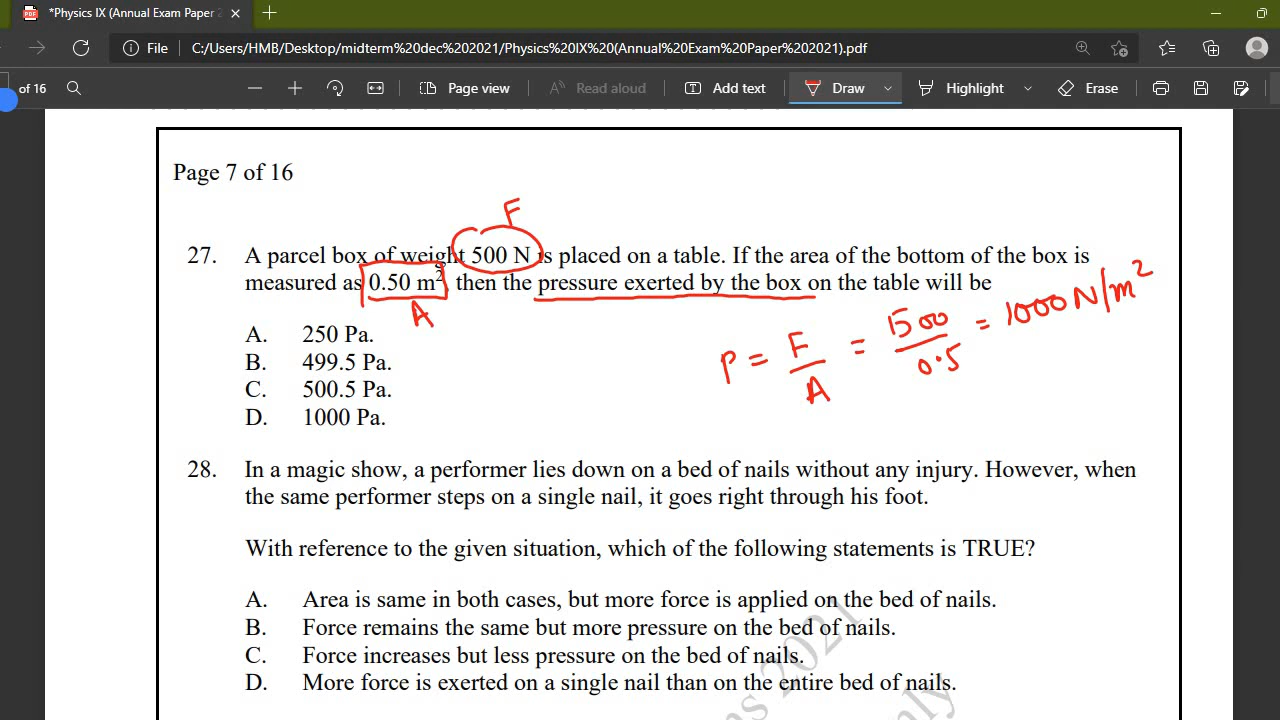 *Physics IX (Annual Exam Paper 2
File C:/Users/HMB/Desktop/midterm%20dec%202021/Physics%20IX%20(Annual%20Exam%20Paper%202021).pdf
of 16 Page view Read aloud Add text Draw Highlight Erase
Page 7 of 16
F
27. A parcel box of weight 500 N is placed on a table. If the area of the bottom of the box is
measured as 0.50 m², then the pressure exerted by the box on the table will be
A
P = F/A = 500/0.5 = 1000 N/m²
A. 250 Pa.
B. 499.5 Pa.
C. 500.5 Pa.
D. 1000 Pa.
28. In a magic show, a performer lies down on a bed of nails without any injury. However, when
the same performer steps on a single nail, it goes right through his foot.
With reference to the given situation, which of the following statements is TRUE?
A. Area is same in both cases, but more force is applied on the bed of nails.
B. Force remains the same but more pressure on the bed of nails.
C. Force increases but less pressure on the bed of nails.
D. More force is exerted on a single nail than on the entire bed of nails.
2021